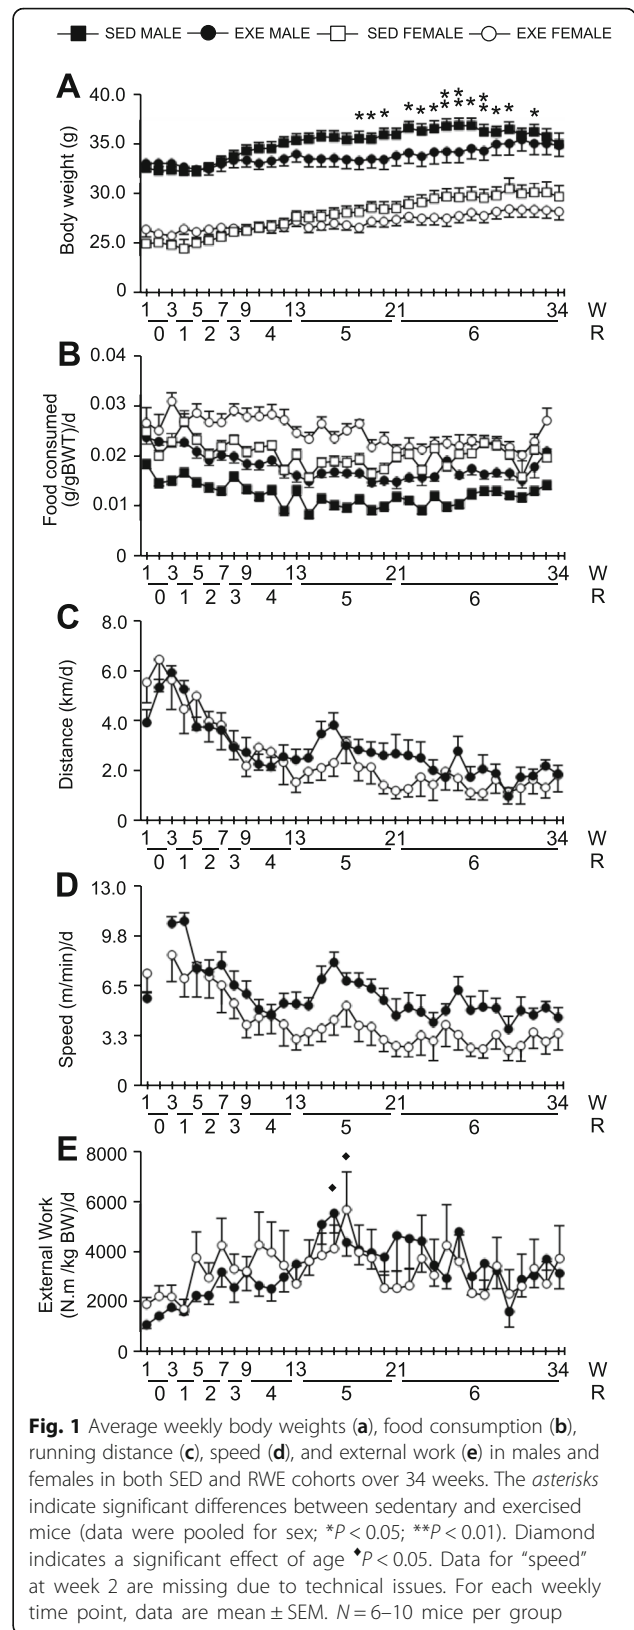 SED MALE EXE MALE SED FEMALE EXE FEMALE
A
40.0
35.0
30.0
25.0
0
Body weight (g)
* * * * * * ** ** * ** * * *
1 3 5 7 9 13 21 34 W
0 1 2 3 4 5 6 R
B
0.04
0.03
0.02
0.01
0
Food consumed
(g/gBWT)/d
1 3 5 7 9 13 21 34 W
0 1 2 3 4 5 6 R
C
8.0
6.0
4.0
2.0
0
Distance (km/d)
1 3 5 7 9 13 21 34 W
0 1 2 3 4 5 6 R
D
13.0
9.8
6.5
3.3
0
Speed (m/min)/d
1 3 5 7 9 13 21 34 W
0 1 2 3 4 5 6 R
E
8000
6000
4000
2000
0
External Work
(N.m /kg BW)/d
♦ ♦
1 3 5 7 9 13 21 34 W
0 1 2 3 4 5 6 R
Fig. 1 Average weekly body weights (a), food consumption (b),
running distance (c), speed (d), and external work (e) in males and
females in both SED and RWE cohorts over 34 weeks. The asterisks
indicate significant differences between sedentary and exercised
mice (data were pooled for sex; *P < 0.05; **P < 0.01). Diamond
indicates a significant effect of age ♦P < 0.05. Data for “speed”
at week 2 are missing due to technical issues. For each weekly
time point, data are mean ± SEM. N = 6–10 mice per group